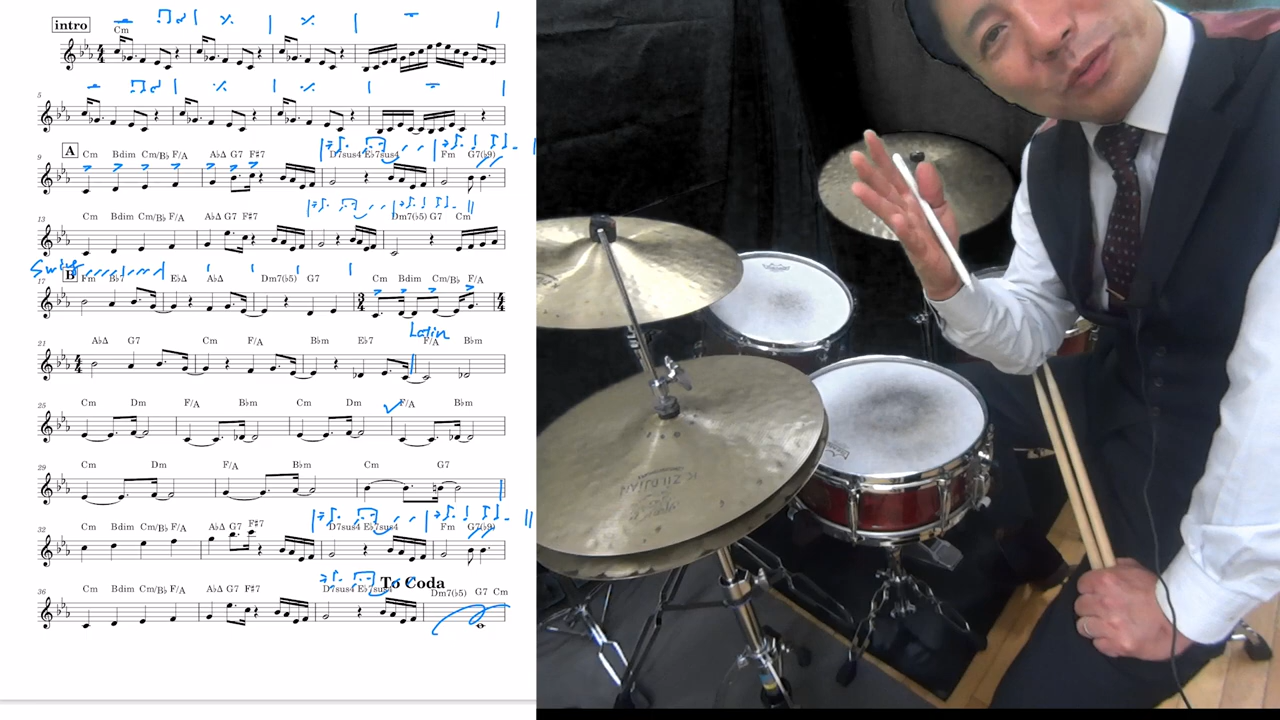 intro
Cm
5
A
9
Cm Bdim Cm/B♭ F/A A♭Δ G7 F♯7 D7sus4 E♭7sus4 Fm G7(♭9)
13
Cm Bdim Cm/B♭ F/A A♭Δ G7 F♯7 Dm7(♭5) G7 Cm
Swing
B
17
Fm B♭7 E♭Δ A♭Δ Dm7(♭5) G7 Cm Bdim Cm/B♭ F/A
Latin
21
A♭Δ G7 Cm F/A B♭m E♭7 F/A B♭m
25
Cm Dm F/A B♭m Cm Dm F/A B♭m
29
Cm Dm F/A B♭m Cm G7
32
Cm Bdim Cm/B♭ F/A A♭Δ G7 F♯7 D7sus4 E♭7sus4 Fm G7(♭9)
To Coda
36
Cm Bdim Cm/B♭ F/A A♭Δ G7 F♯7 D7sus4 E♭7sus4 Dm7(♭5) G7 Cm
K ZILDJIAN
REMO